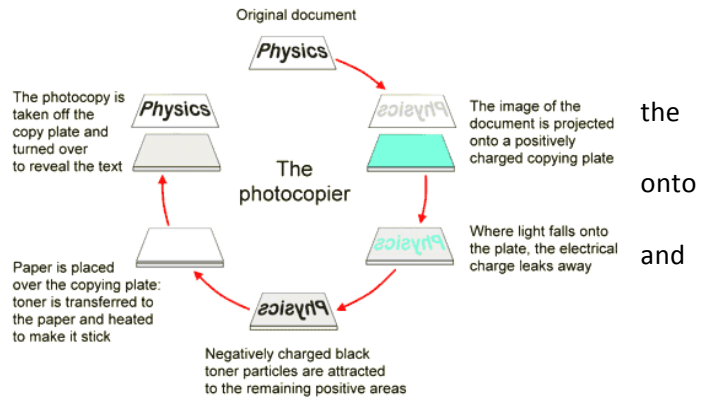 Original document
Physics
Physics
The image of the
document is projected
onto a positively
charged copying plate
the
onto
and
Physics
Where light falls onto
the plate, the electrical
charge leaks away
Physics
Negatively charged black
toner particles are attracted
to the remaining positive areas
Paper is placed
over the copying plate:
toner is transferred to
the paper and heated
to make it stick
The photocopy is
taken off the
copy plate and
turned over
to reveal the text
Physics
The
photocopier